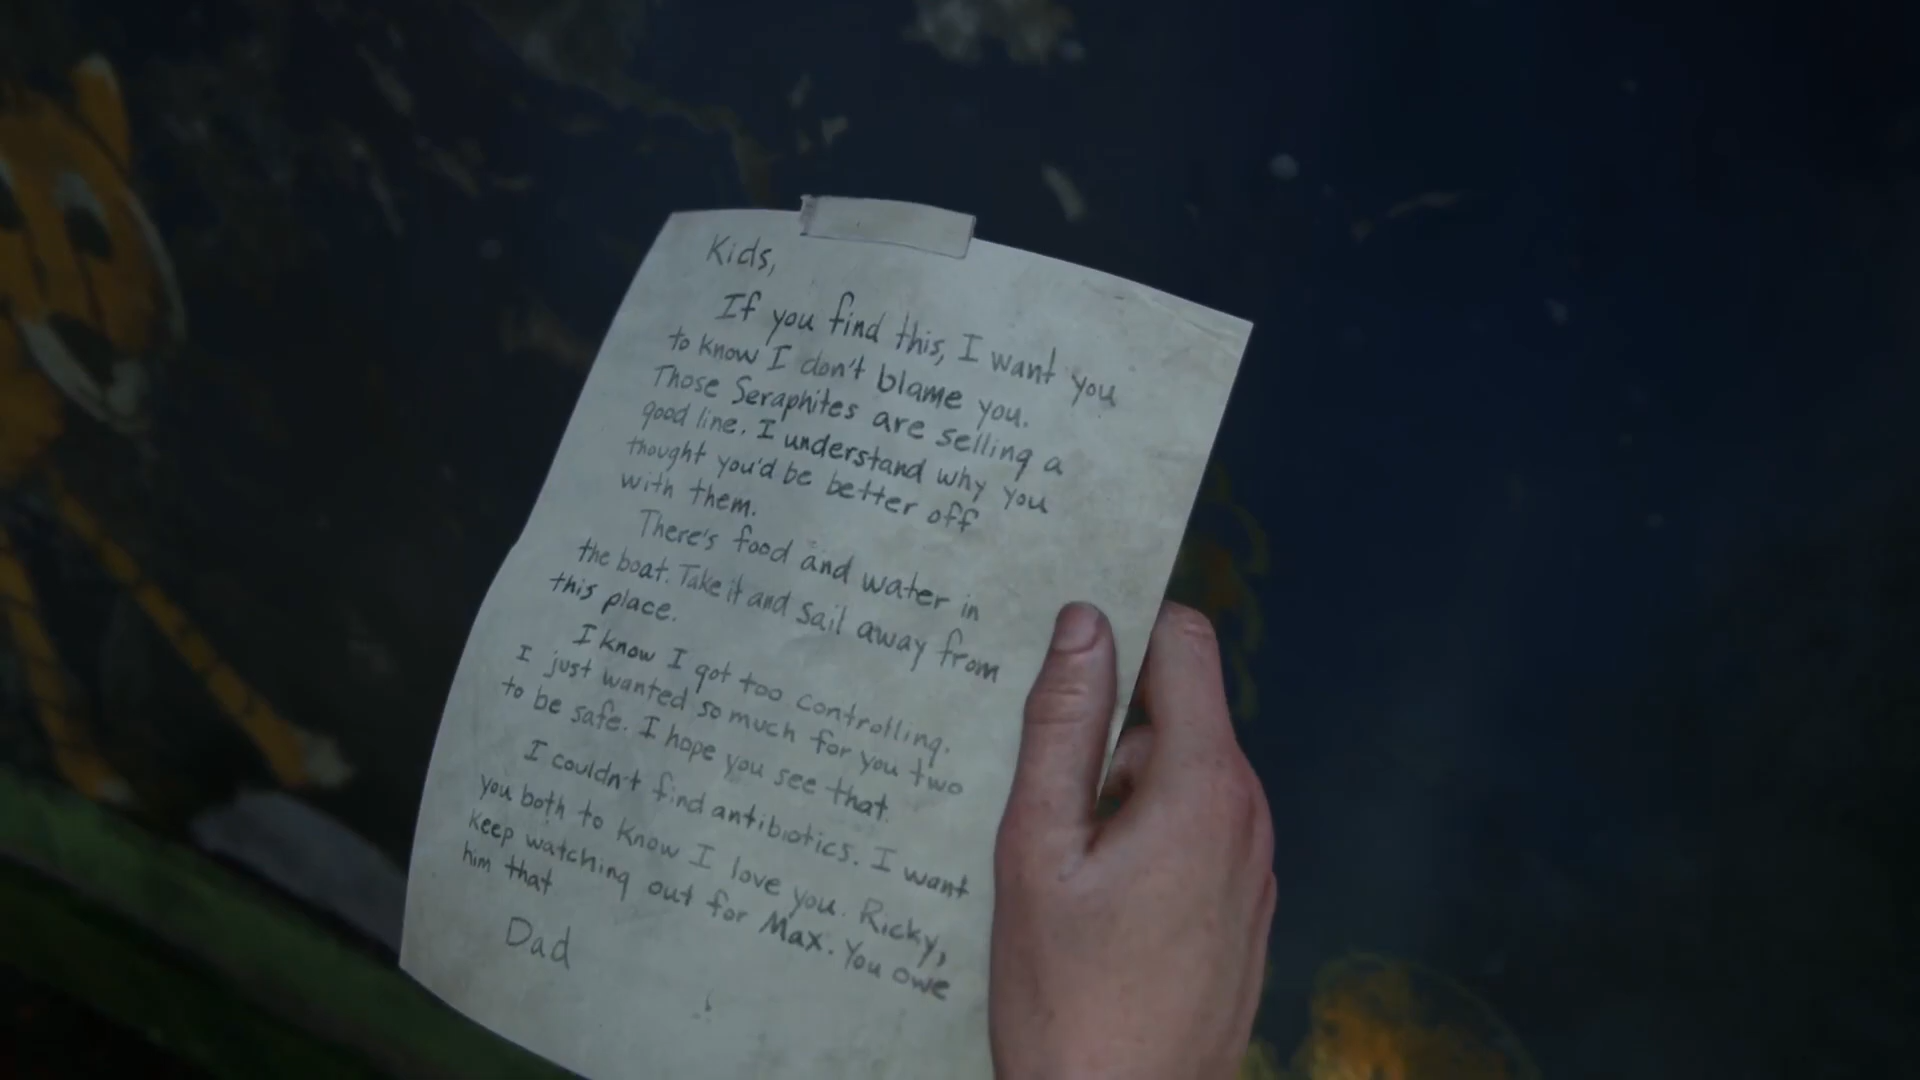 Kids,
If you find this, I want you
to know I don't blame you.
Those Seraphites are selling a
good line. I understand why you
thought you'd be better off
with them.
There's food and water in
the boat. Take it and sail away from
this place.
I know I got too controlling.
I just wanted so much for you two
to be safe. I hope you see that.
I couldn't find antibiotics. I want
you both to know I love you. Ricky,
keep watching out for Max. You owe
him that
Dad